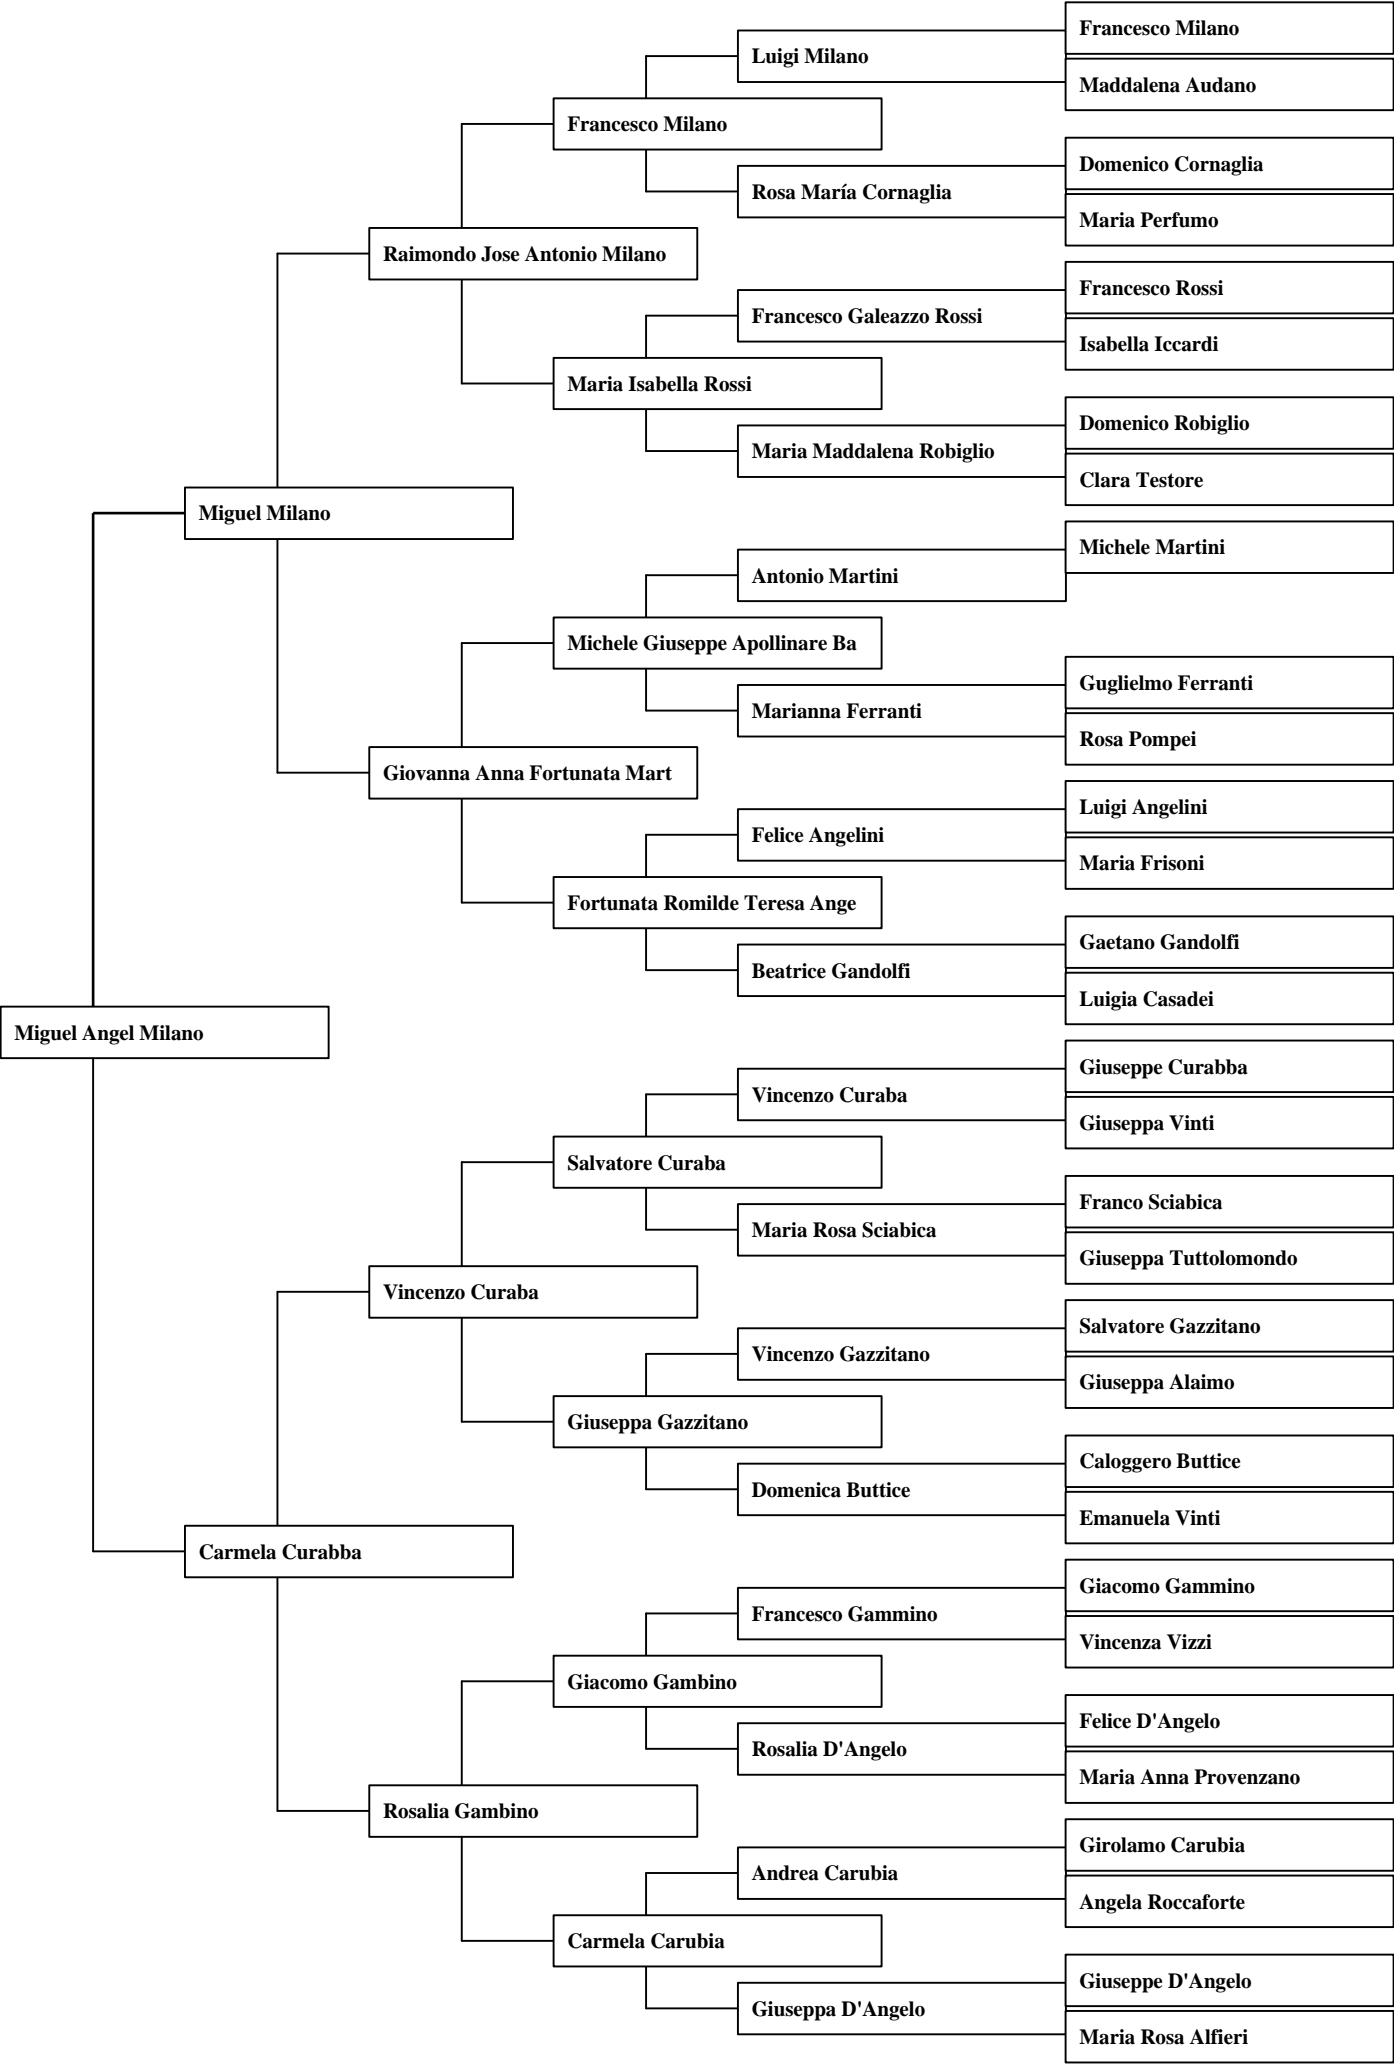 Francesco Milano
Luigi Milano
Maddalena Audano
Francesco Milano
Domenico Cornaglia
Rosa María Cornaglia
Maria Perfumo
Raimondo Jose Antonio Milano
Francesco Rossi
Francesco Galeazzo Rossi
Isabella Iccardi
Maria Isabella Rossi
Domenico Robiglio
Maria Maddalena Robiglio
Clara Testore
Miguel Milano
Michele Martini
Antonio Martini
Michele Giuseppe Apollinare Ba
Guglielmo Ferranti
Marianna Ferranti
Rosa Pompei
Giovanna Anna Fortunata Mart
Luigi Angelini
Felice Angelini
Maria Frisoni
Fortunata Romilde Teresa Ange
Gaetano Gandolfi
Beatrice Gandolfi
Luigia Casadei
Miguel Angel Milano
Giuseppe Curabba
Vincenzo Curaba
Giuseppa Vinti
Salvatore Curaba
Franco Sciabica
Maria Rosa Sciabica
Giuseppa Tuttolomondo
Vincenzo Curaba
Salvatore Gazzitano
Vincenzo Gazzitano
Giuseppa Alaimo
Giuseppa Gazzitano
Caloggero Buttice
Domenica Buttice
Emanuela Vinti
Carmela Curabba
Giacomo Gammino
Francesco Gammino
Vincenza Vizzi
Giacomo Gambino
Felice D'Angelo
Rosalia D'Angelo
Maria Anna Provenzano
Rosalia Gambino
Girolamo Carubia
Andrea Carubia
Angela Roccaforte
Carmela Carubia
Giuseppe D'Angelo
Giuseppa D'Angelo
Maria Rosa Alfieri